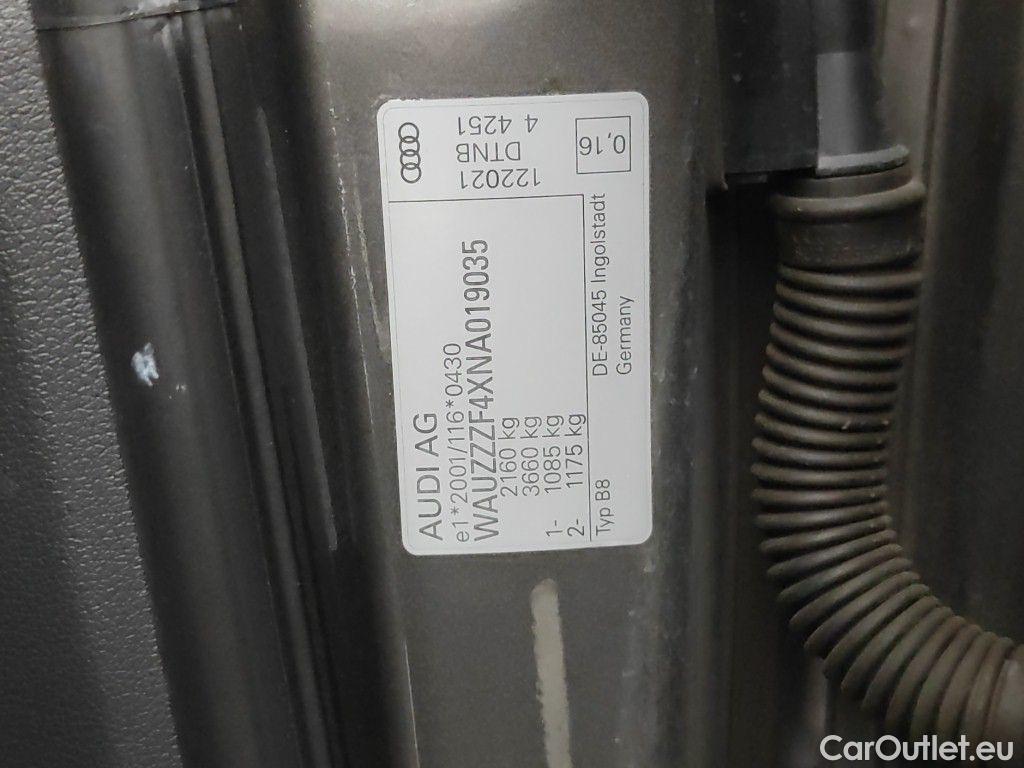 AUDI AG
e1*2001/116*0430
WAUZZZF4XNA019035
2160 kg
3660 kg
1- 1085 kg
2- 1175 kg
Typ B8
DE-85045 Ingolstadt
Germany
122021
DTNB
4 4251
0,16
CarOutlet.eu